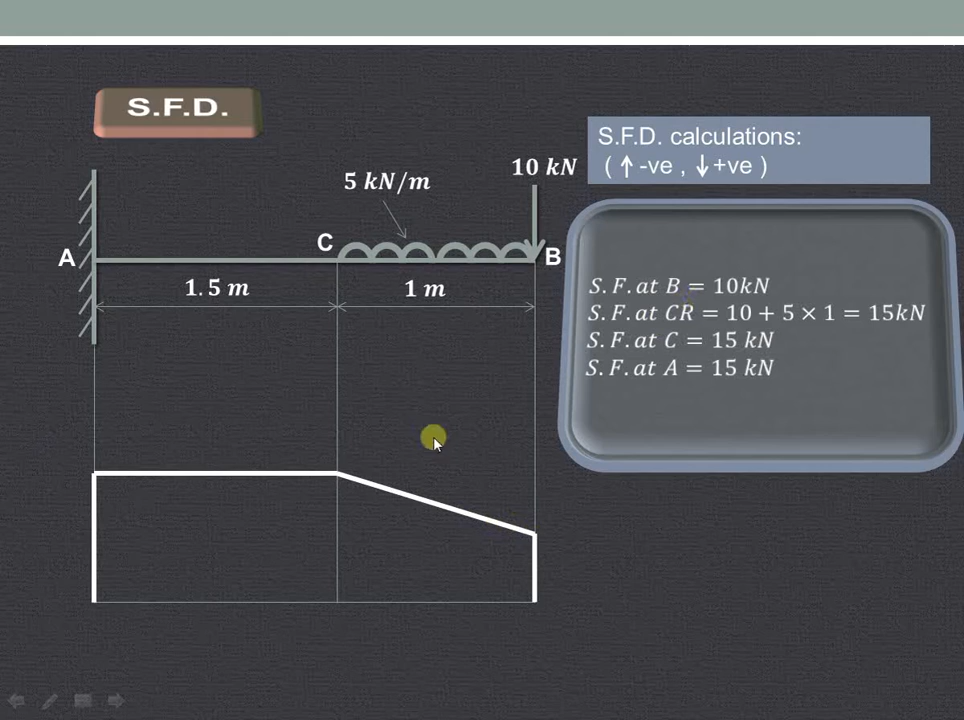 S.F.D.
S.F.D. calculations:
( ↑ -ve , ↓ +ve )
10 kN
5 kN/m
A
C
B
1.5 m
1 m
S.F.at B = 10kN
S.F.at CR = 10 + 5 × 1 = 15kN
S.F.at C = 15 kN
S.F.at A = 15 kN